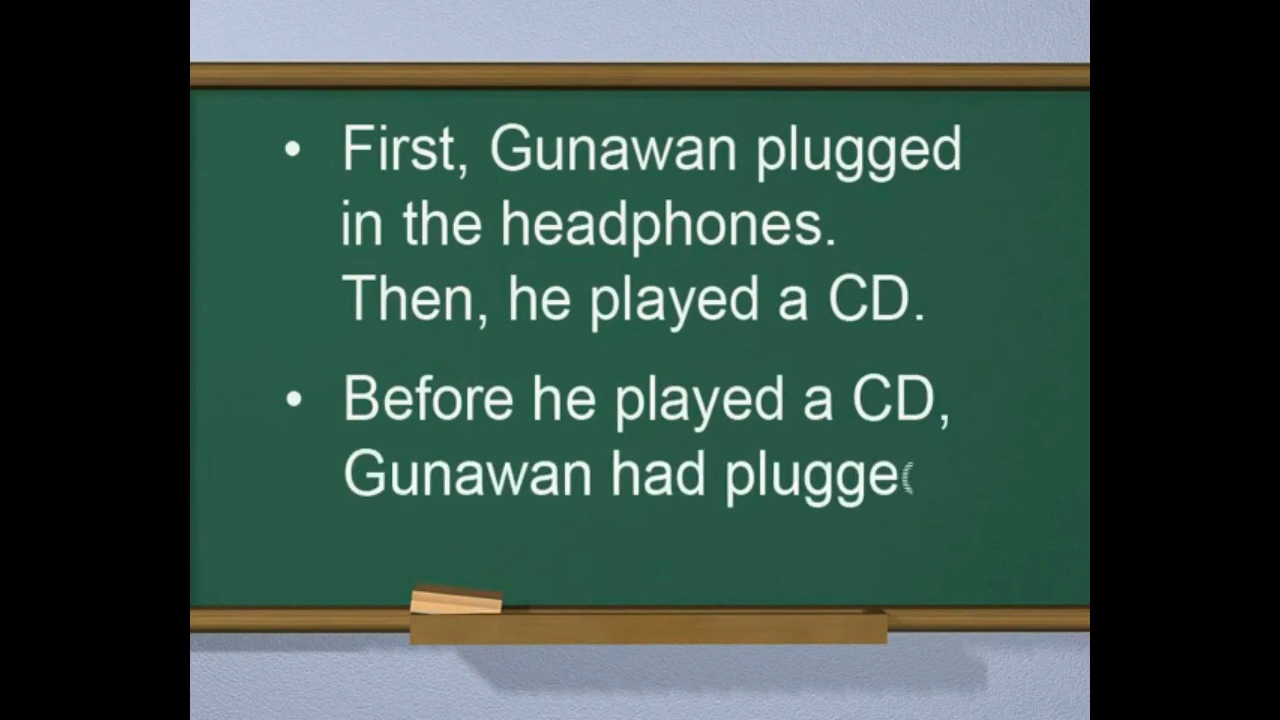 • First, Gunawan plugged
in the headphones.
Then, he played a CD.
• Before he played a CD,
Gunawan had plugge